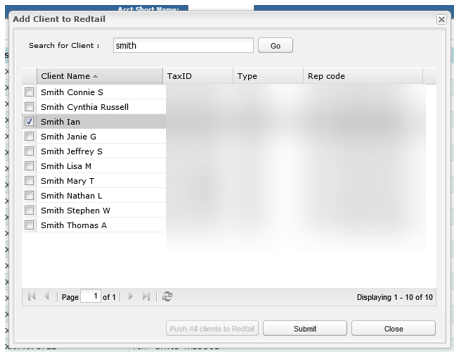 Acct Short Name:
Add Client to Redtail
Search for Client : smith Go
Client Name TaxID Type Rep code
Smith Connie S
Smith Cynthia Russell
Smith Ian
Smith Janie G
Smith Jeffrey S
Smith Lisa M
Smith Mary T
Smith Nathan L
Smith Stephen W
Smith Thomas A
Page 1 of 1 Displaying 1 - 10 of 10
Push All clients to Redtail Submit Close